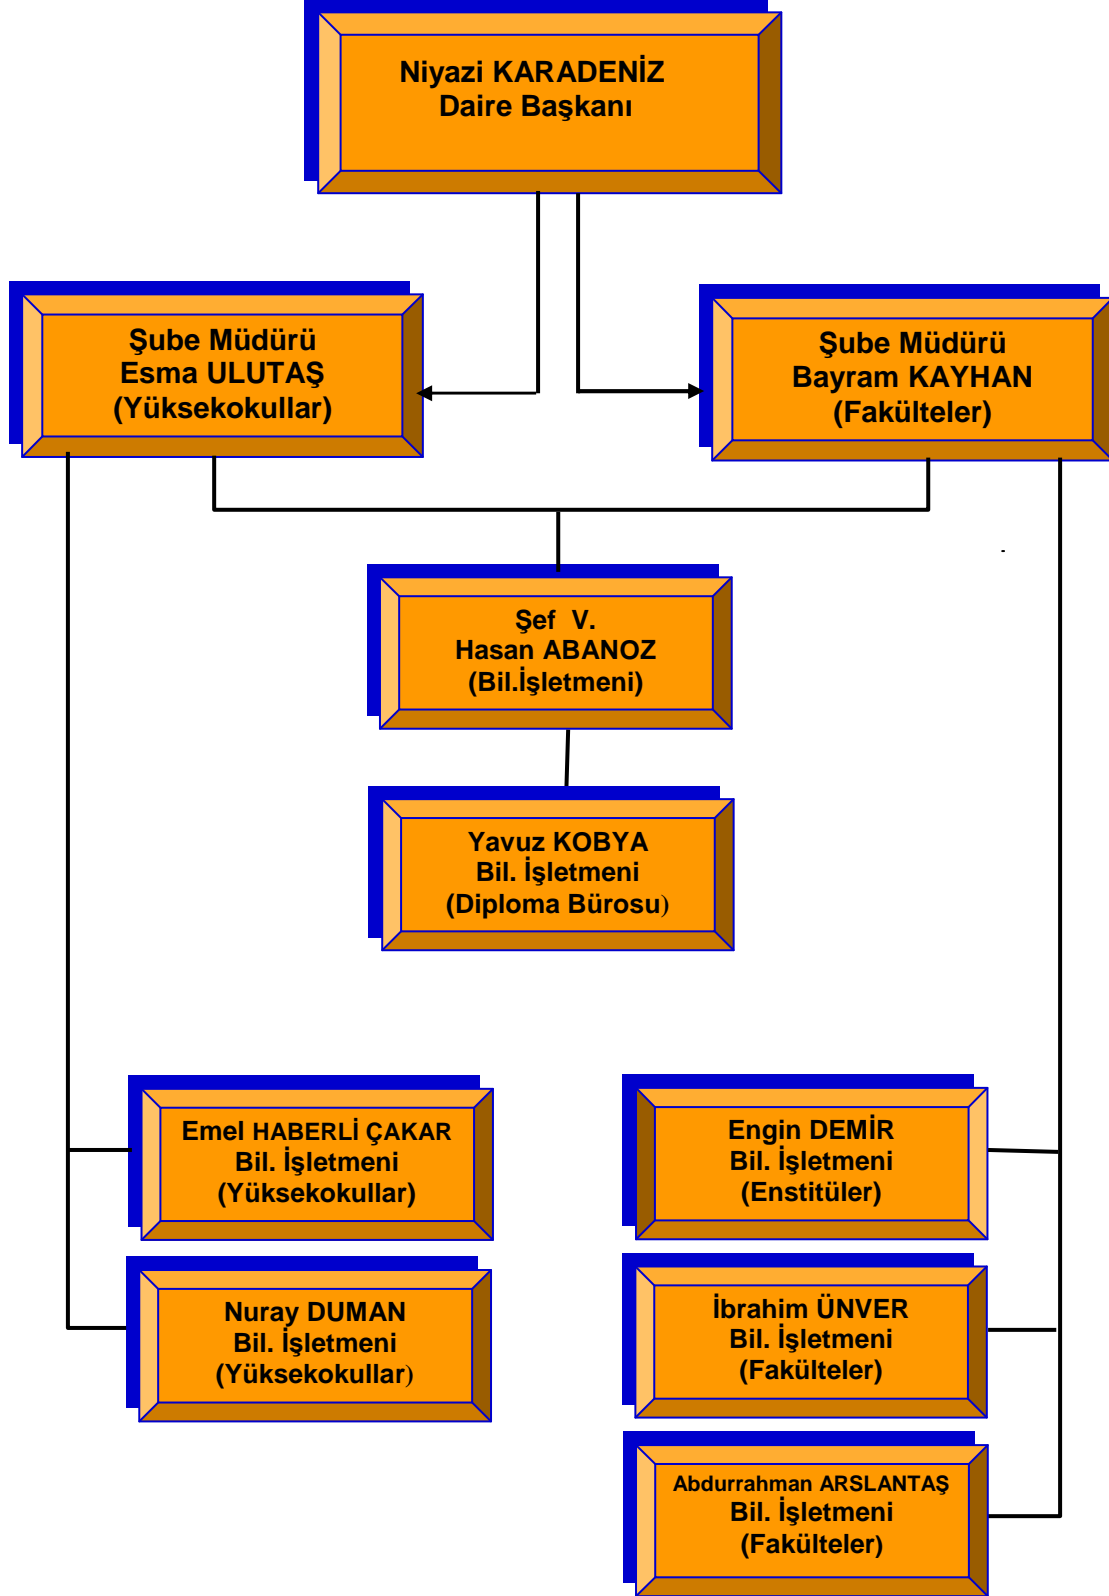 Niyazi KARADENİZ
Daire Başkanı
Şube Müdürü
Esma ULUTAŞ
(Yüksekokullar)
Şube Müdürü
Bayram KAYHAN
(Fakülteler)
-
Şef V.
Hasan ABANOZ
(Bil.İşletmeni)
Yavuz KOBYA
Bil. İşletmeni
(Diploma Bürosu)
Emel HABERLİ ÇAKAR
Bil. İşletmeni
(Yüksekokullar)
Engin DEMİR
Bil. İşletmeni
(Enstitüler)
Nuray DUMAN
Bil. İşletmeni
(Yüksekokullar)
İbrahim ÜNVER
Bil. İşletmeni
(Fakülteler)
Abdurrahman ARSLANTAŞ
Bil. İşletmeni
(Fakülteler)